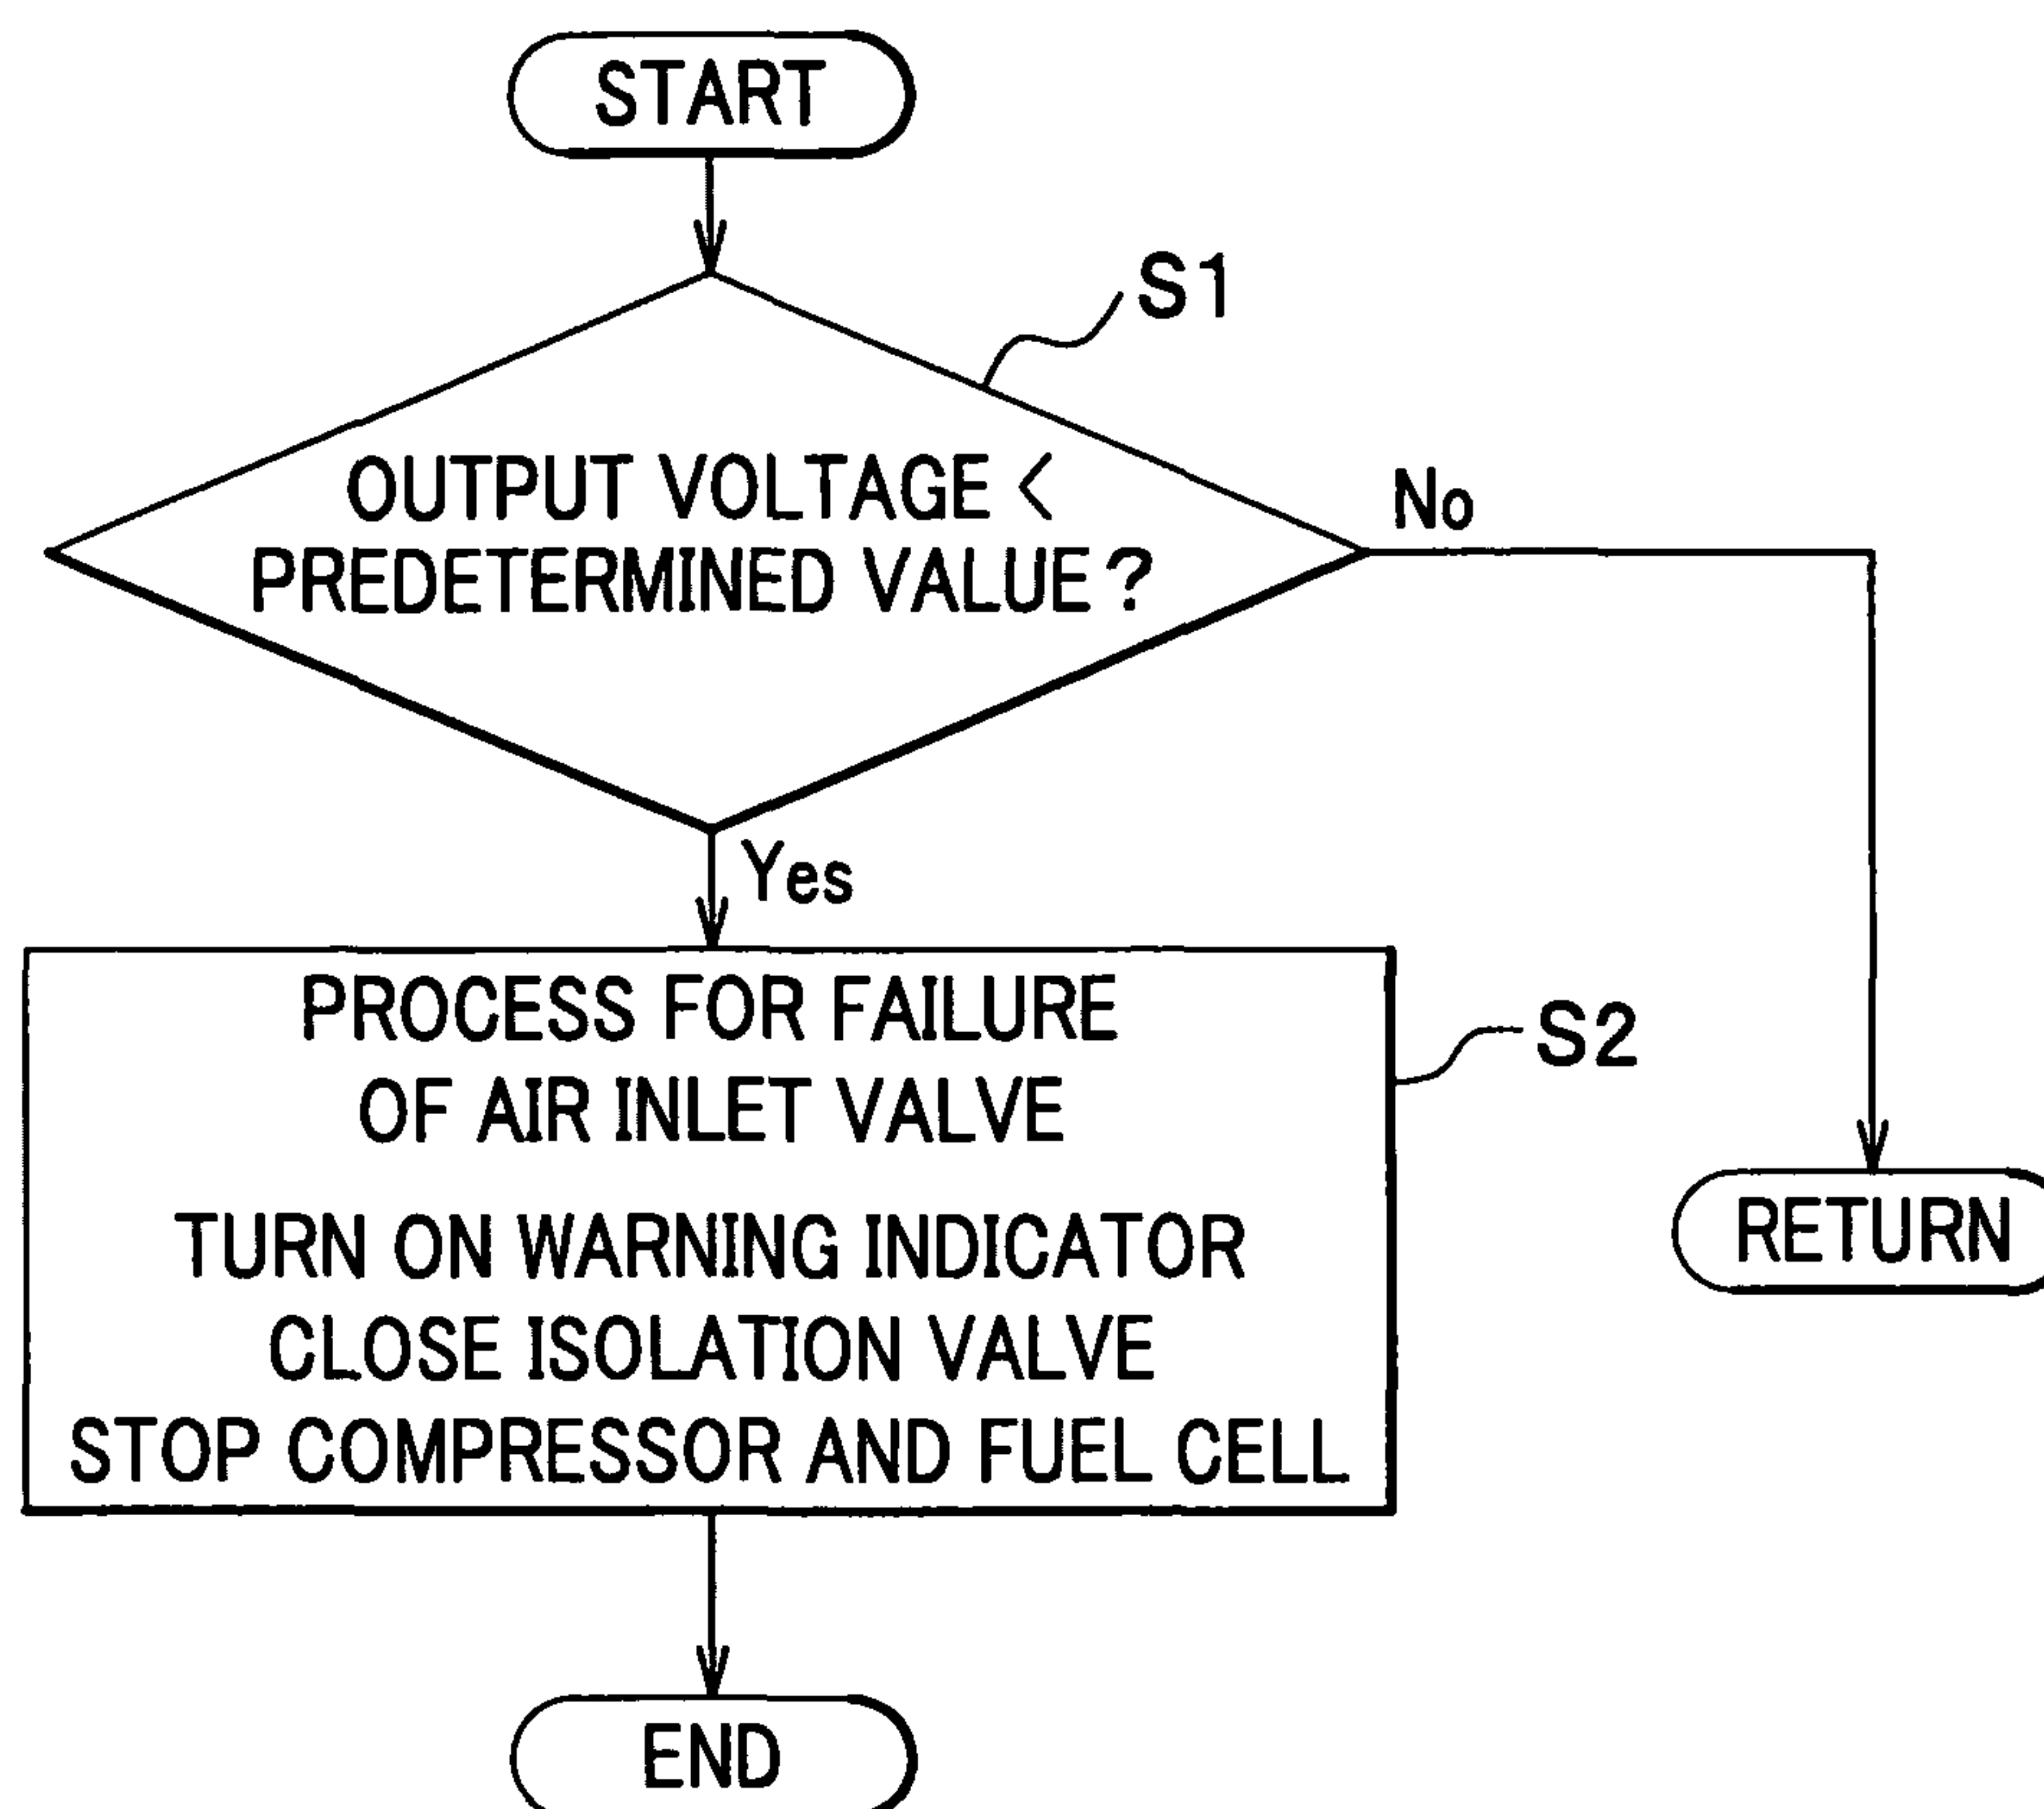 START
S1
OUTPUT VOLTAGE <
PREDETERMINED VALUE?
No
Yes
PROCESS FOR FAILURE
OF AIR INLET VALVE
TURN ON WARNING INDICATOR
CLOSE ISOLATION VALVE
STOP COMPRESSOR AND FUEL CELL
S2
RETURN
END